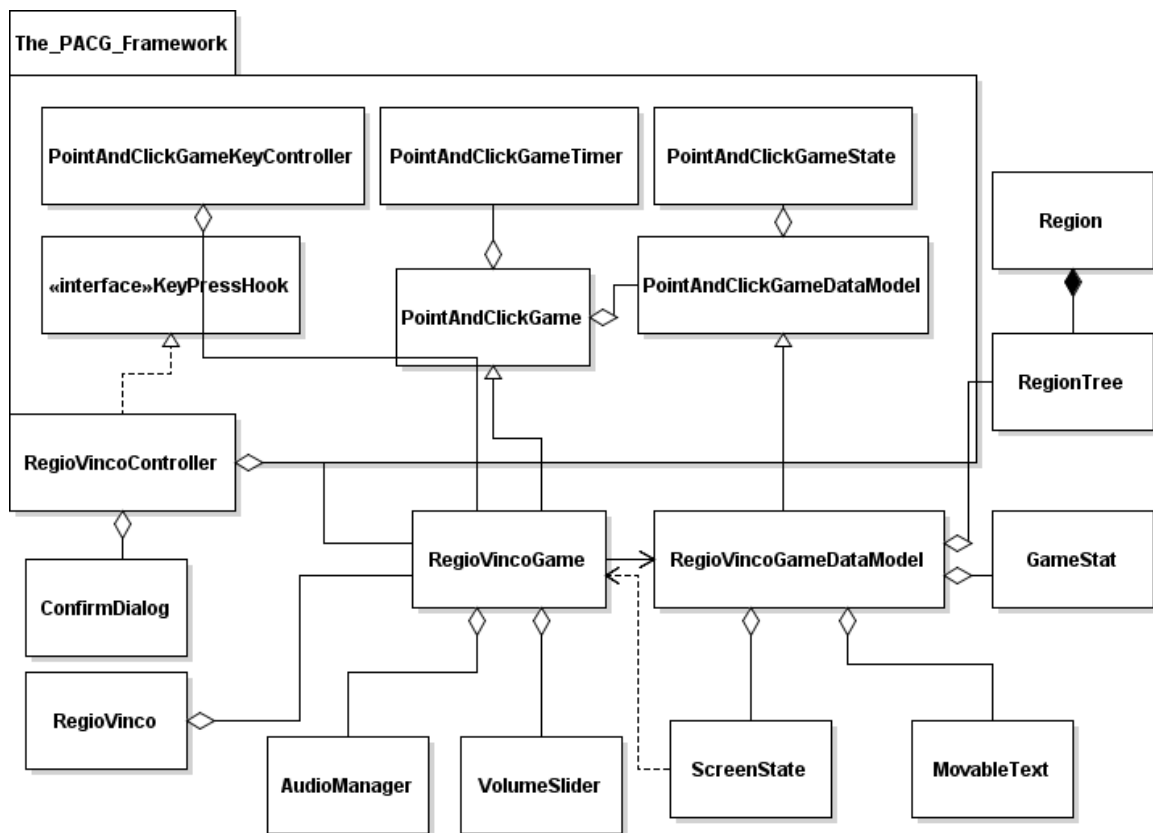 The_PACG_Framework
PointAndClickGameKeyController
PointAndClickGameTimer
PointAndClickGameState
Region
«interface»KeyPressHook
PointAndClickGame
PointAndClickGameDataModel
RegionTree
RegioVincoController
RegioVincoGame
RegioVincoGameDataModel
GameStat
ConfirmDialog
RegioVinco
AudioManager
VolumeSlider
ScreenState
MovableText